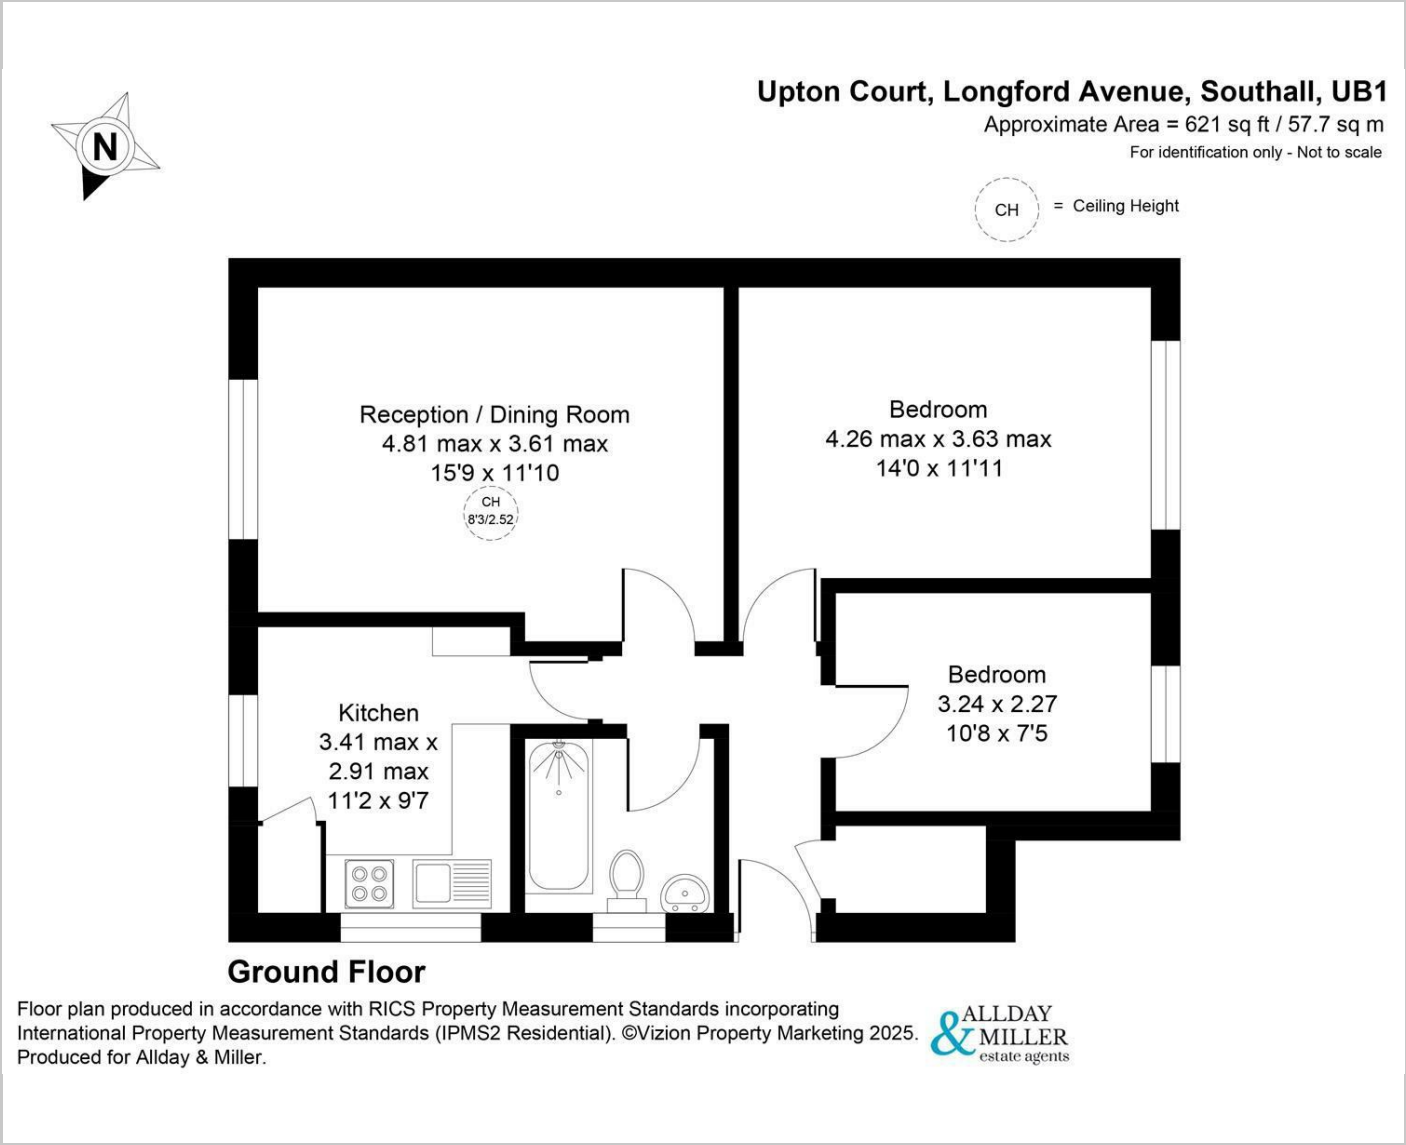 N
Upton Court, Longford Avenue, Southall, UB1
Approximate Area = 621 sq ft / 57.7 sq m
For identification only - Not to scale
CH = Ceiling Height
Reception / Dining Room
4.81 max x 3.61 max
15'9 x 11'10
CH
8'3/2.52
Bedroom
4.26 max x 3.63 max
14'0 x 11'11
Bedroom
3.24 x 2.27
10'8 x 7'5
Kitchen
3.41 max x
2.91 max
11'2 x 9'7
Ground Floor
Floor plan produced in accordance with RICS Property Measurement Standards incorporating
International Property Measurement Standards (IPMS2 Residential). ©Vizion Property Marketing 2025.
Produced for Allday & Miller.
ALLDAY
& MILLER
estate agents